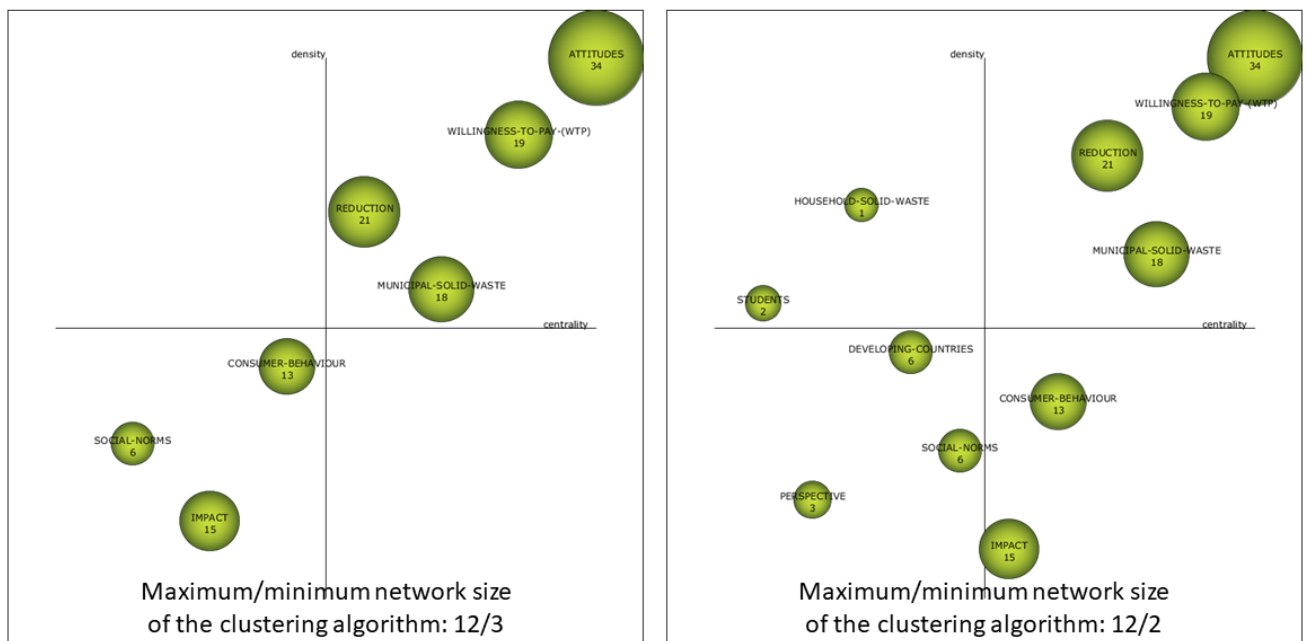 density
ATTITUDES
34
WILLINGNESS-TO-PAY-(WTP)
19
REDUCTION
21
MUNICIPAL-SOLID-WASTE
18
centrality
CONSUMER-BEHAVIOUR
13
SOCIAL-NORMS
6
IMPACT
15
Maximum/minimum network size
of the clustering algorithm: 12/3
density
ATTITUDES
34
WILLINGNESS-TO-PAY-(WTP)
19
REDUCTION
21
HOUSEHOLD-SOLID-WASTE
1
MUNICIPAL-SOLID-WASTE
18
STUDENTS
2
centrality
DEVELOPING-COUNTRIES
6
CONSUMER-BEHAVIOUR
13
SOCIAL-NORMS
6
PERSPECTIVE
3
IMPACT
15
Maximum/minimum network size
of the clustering algorithm: 12/2